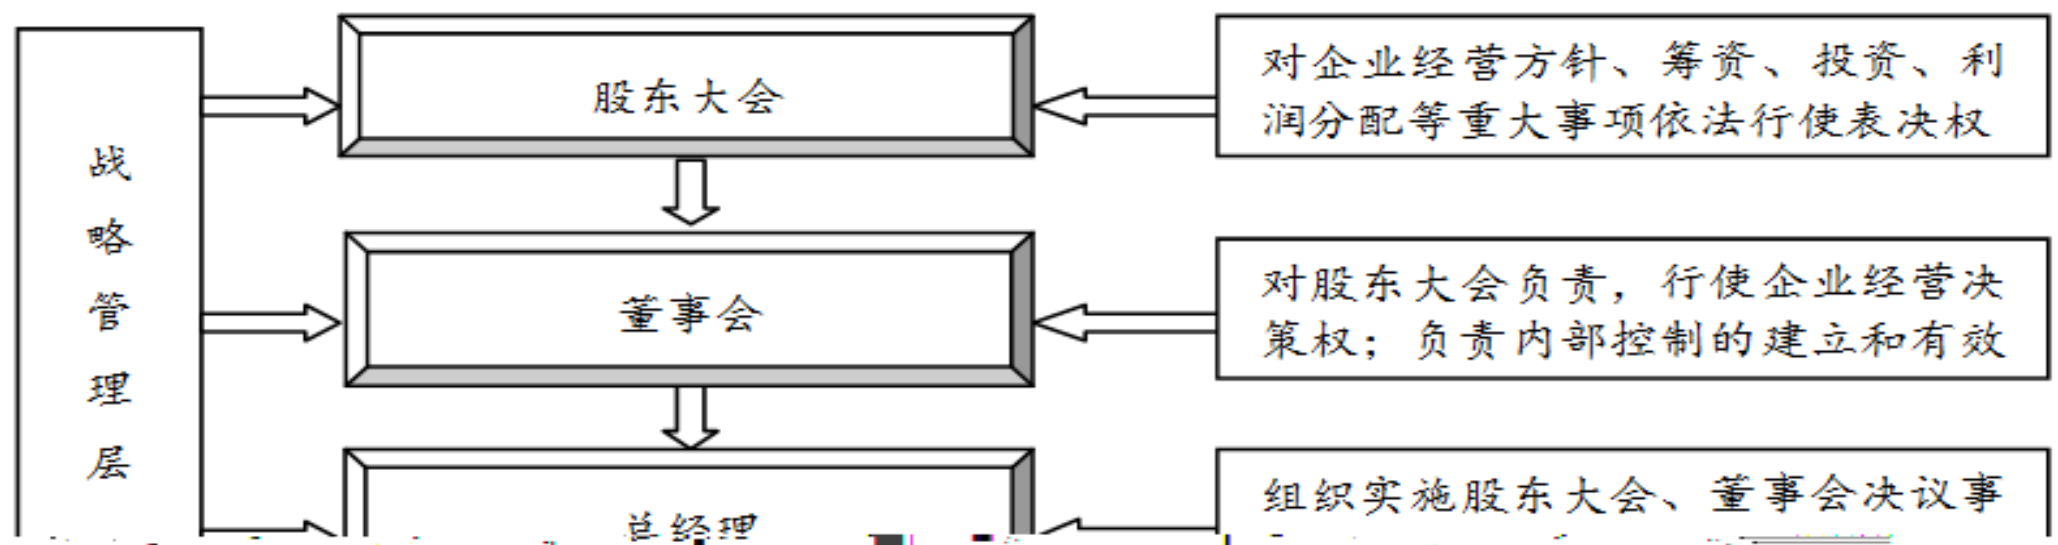 战
略
管
理
层
股东大会
对企业经营方针、筹资、投资、利
润分配等重大事项依法行使表决权
董事会
对股东大会负责，行使企业经营决
策权；负责内部控制的建立和有效
总经理
组织实施股东大会、董事会决议事